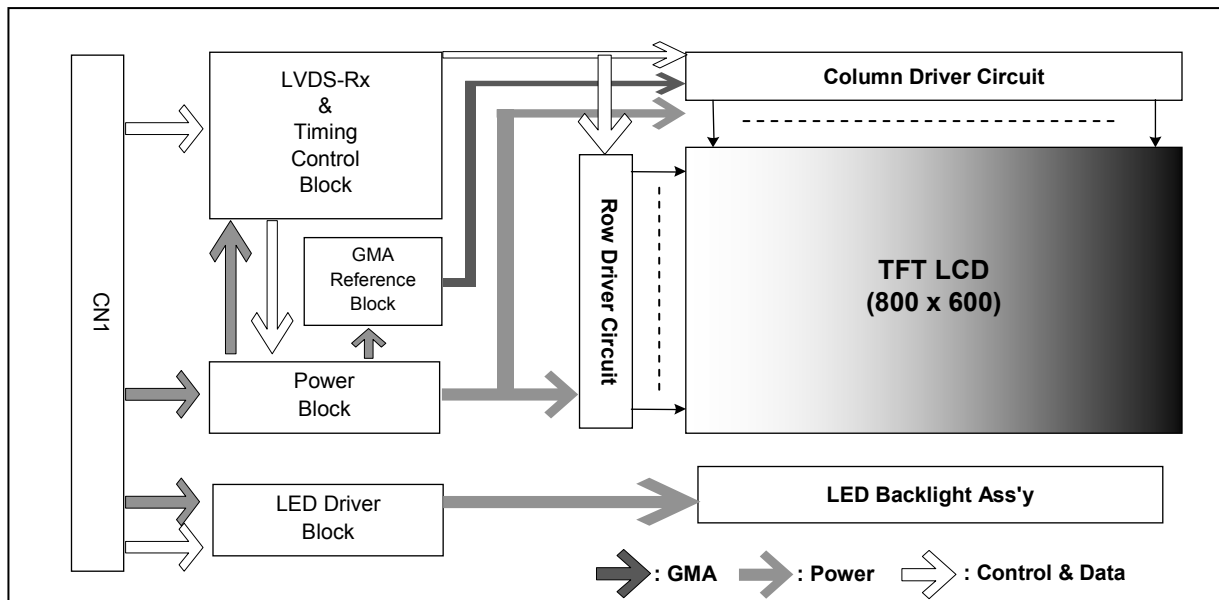 CN1
LVDS-Rx
&
Timing
Control
Block
GMA
Reference
Block
Power
Block
LED Driver
Block
Column Driver Circuit
Row Driver Circuit
TFT LCD
(800 x 600)
LED Backlight Ass'y
: GMA
: Power
: Control & Data